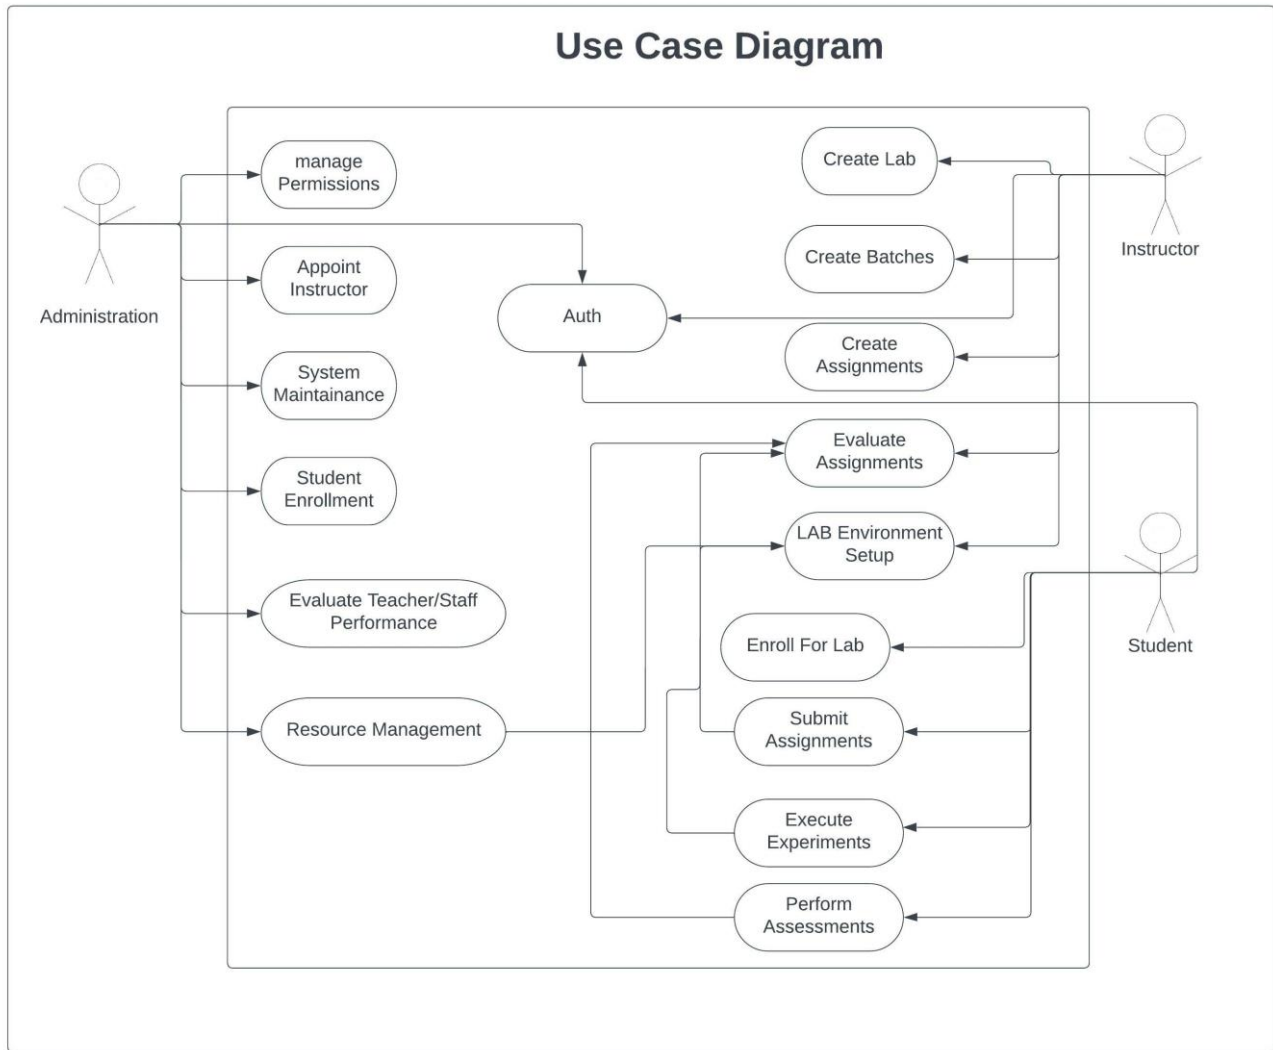 Use Case Diagram
manage
Permissions
Appoint
Instructor
System
Maintainance
Student
Enrollment
Evaluate Teacher/Staff
Performance
Resource Management
Administration
Auth
Create Lab
Create Batches
Create
Assignments
Evaluate
Assignments
LAB Environment
Setup
Enroll For Lab
Submit
Assignments
Execute
Experiments
Perform
Assessments
Instructor
Student